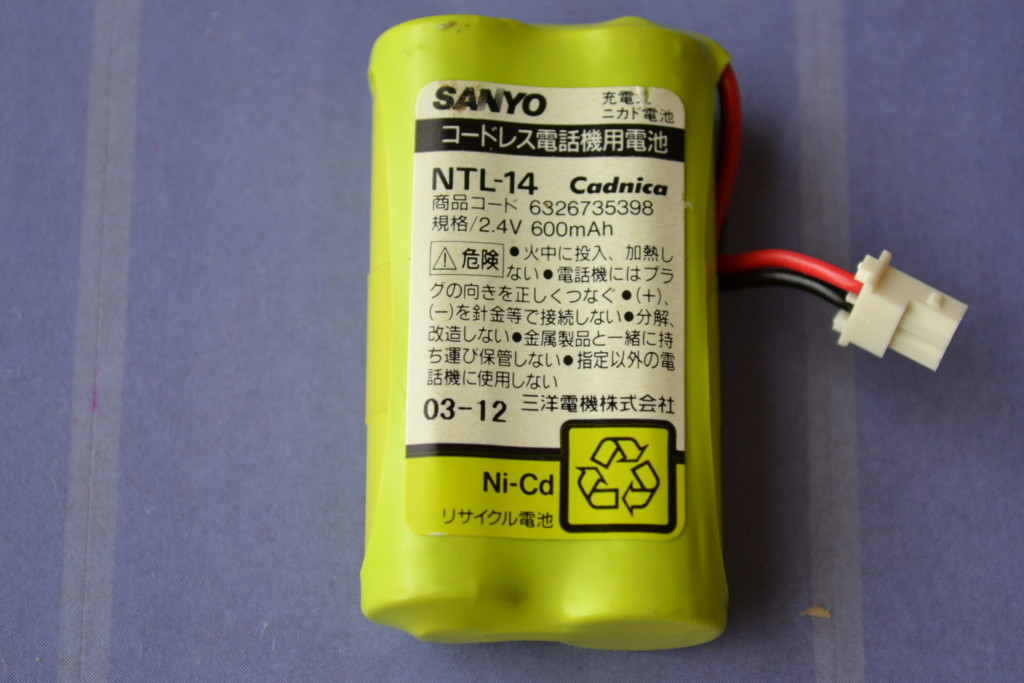 SANYO
充電式
ニカド電池
コードレス電話機用電池
NTL-14 Cadnica
商品コード 6326735398
規格/2.4V 600mAh
⚠危険 ●火中に投入、加熱し
ない●電話機にはプラ
グの向きを正しくつなぐ●(+)、
(−)を針金等で接続しない●分解、
改造しない●金属製品と一緒に持
ち運び保管しない●指定以外の電
話機に使用しない
03-12 三洋電機株式会社
Ni-Cd
リサイクル電池